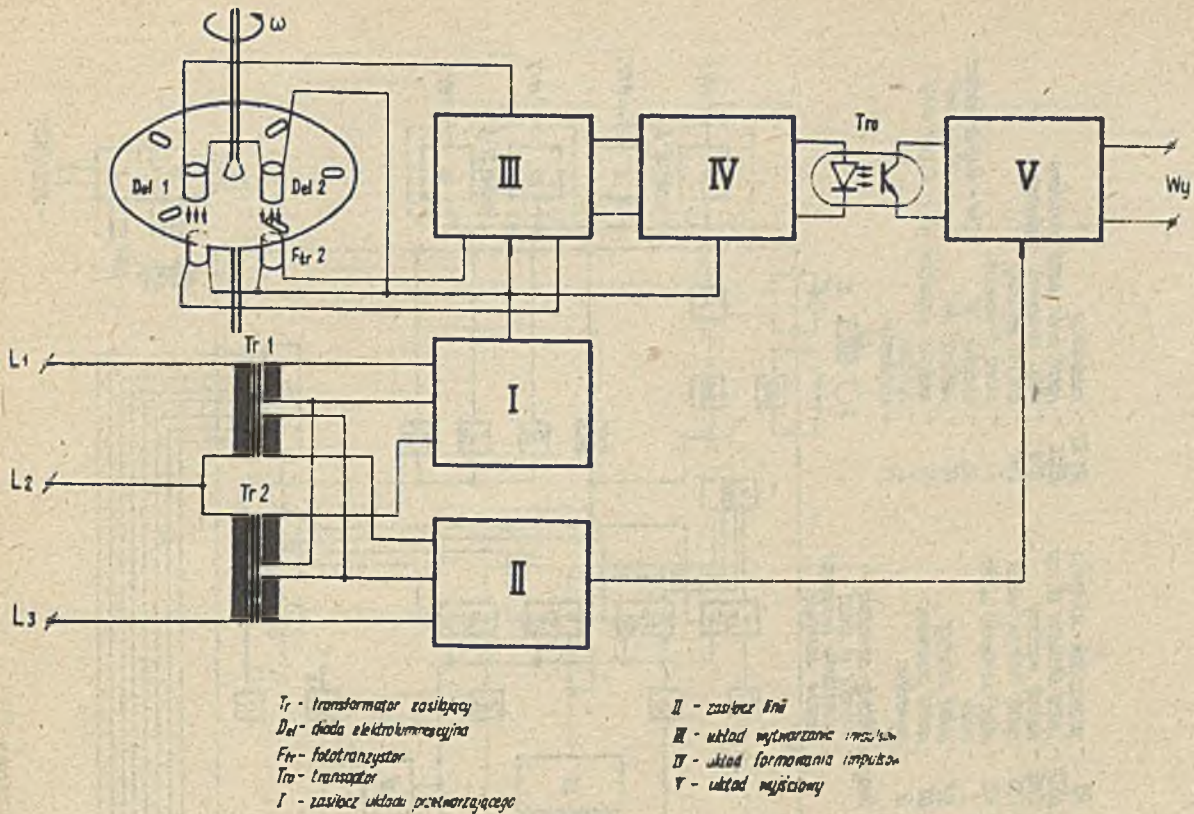 ω
Del 1
Del 2
Ftr 2
III
IV
Tro
V
Wy
L1
Tr 1
I
L2
Tr 2
II
L3
Tr - transformator zasilający
Del - dioda elektroluminescencyjna
Ftr - fototranzystor
Tro - transoptor
I - zasilacz układu przetwarzającego
II - zasilacz linii
III - układ wytwarzania impulsów
IV - układ formowania impulsów
V - układ wyjściowy